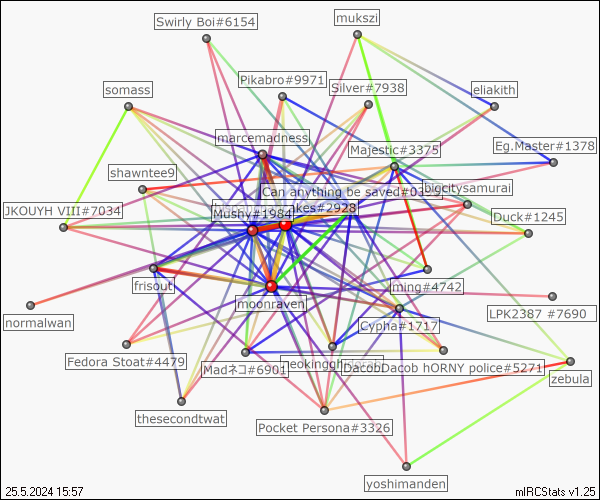 Swirly Boi#6154
mukszi
Pikabro#9971
Silver#7938
somass
eliakith
marcemadness
Majestic#3375
Eg.Master#1378
shawntee9
Can anything be saved#0
bigcitysamurai
JKOUYH VIII#7034
Mushy#1984
kes#2928
Duck#1245
frisout
ming#4742
moonraven
normalwan
Cypha#1717
LPK2387 #7690
Fedora Stoat#4479
Madネコ#6901
DacobDacob hORNY police#5271
zebula
thesecondtwat
Pocket Persona#3326
yoshimanden
25.5.2024 15:57
mIRCStats v1.25